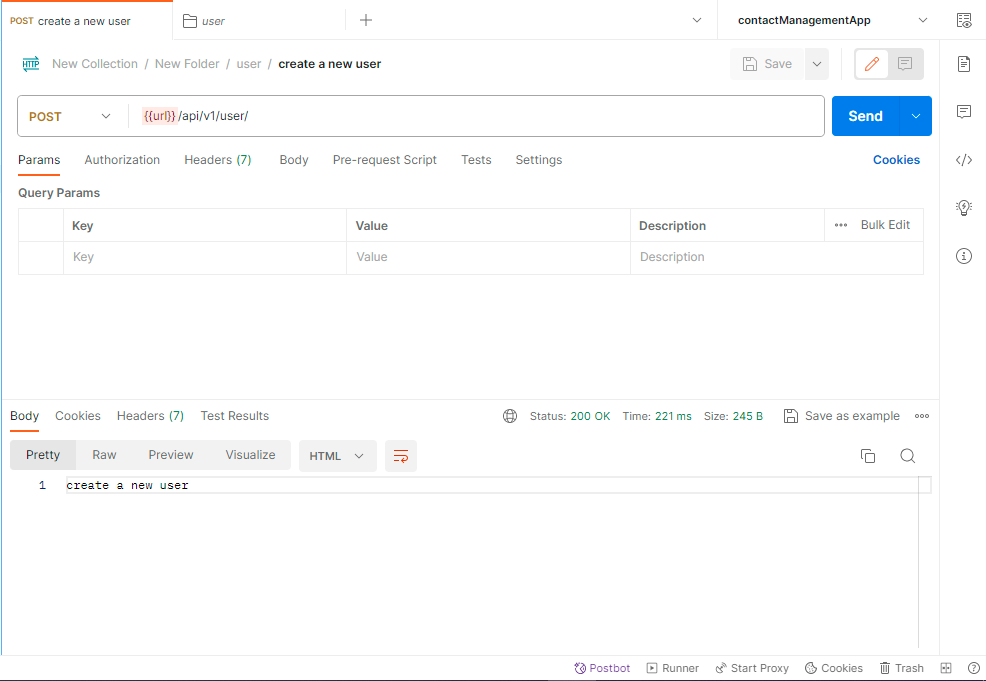 POST create a new user user contactManagementApp
New Collection / New Folder / user / create a new user Save
POST {{url}}/api/v1/user/ Send
Params Authorization Headers (7) Body Pre-request Script Tests Settings Cookies
Query Params
Key Value Description Bulk Edit
Key Value Description
Body Cookies Headers (7) Test Results Status: 200 OK Time: 221 ms Size: 245 B Save as example
Pretty Raw Preview Visualize HTML
1 create a new user
Postbot Runner Start Proxy Cookies Trash